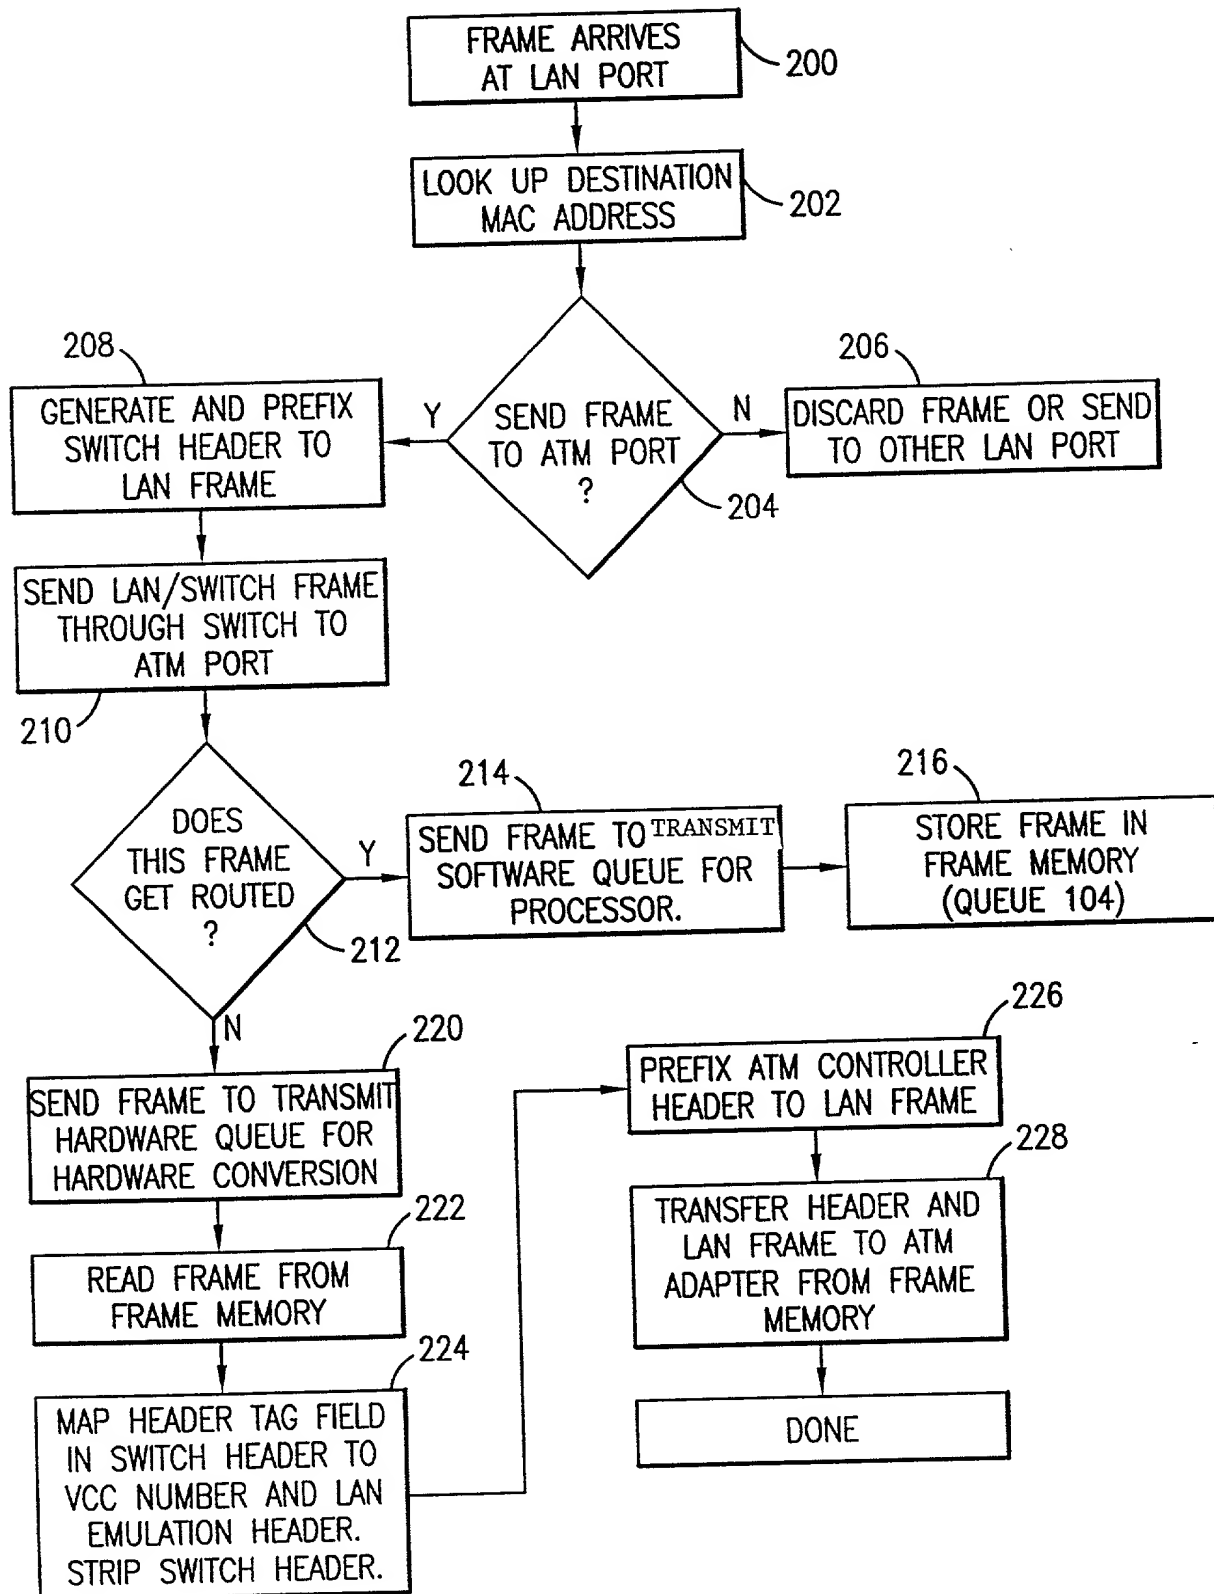 FRAME ARRIVES
AT LAN PORT
200
LOOK UP DESTINATION
MAC ADDRESS
202
208
GENERATE AND PREFIX
SWITCH HEADER TO
LAN FRAME
Y
SEND FRAME
TO ATM PORT
?
204
N
206
DISCARD FRAME OR SEND
TO OTHER LAN PORT
SEND LAN/SWITCH FRAME
THROUGH SWITCH TO
ATM PORT
210
DOES
THIS FRAME
GET ROUTED
?
212
Y
214
SEND FRAME TO TRANSMIT
SOFTWARE QUEUE FOR
PROCESSOR.
216
STORE FRAME IN
FRAME MEMORY
(QUEUE 104)
N
220
SEND FRAME TO TRANSMIT
HARDWARE QUEUE FOR
HARDWARE CONVERSION
222
READ FRAME FROM
FRAME MEMORY
224
MAP HEADER TAG FIELD
IN SWITCH HEADER TO
VCC NUMBER AND LAN
EMULATION HEADER.
STRIP SWITCH HEADER.
226
PREFIX ATM CONTROLLER
HEADER TO LAN FRAME
228
TRANSFER HEADER AND
LAN FRAME TO ATM
ADAPTER FROM FRAME
MEMORY
DONE